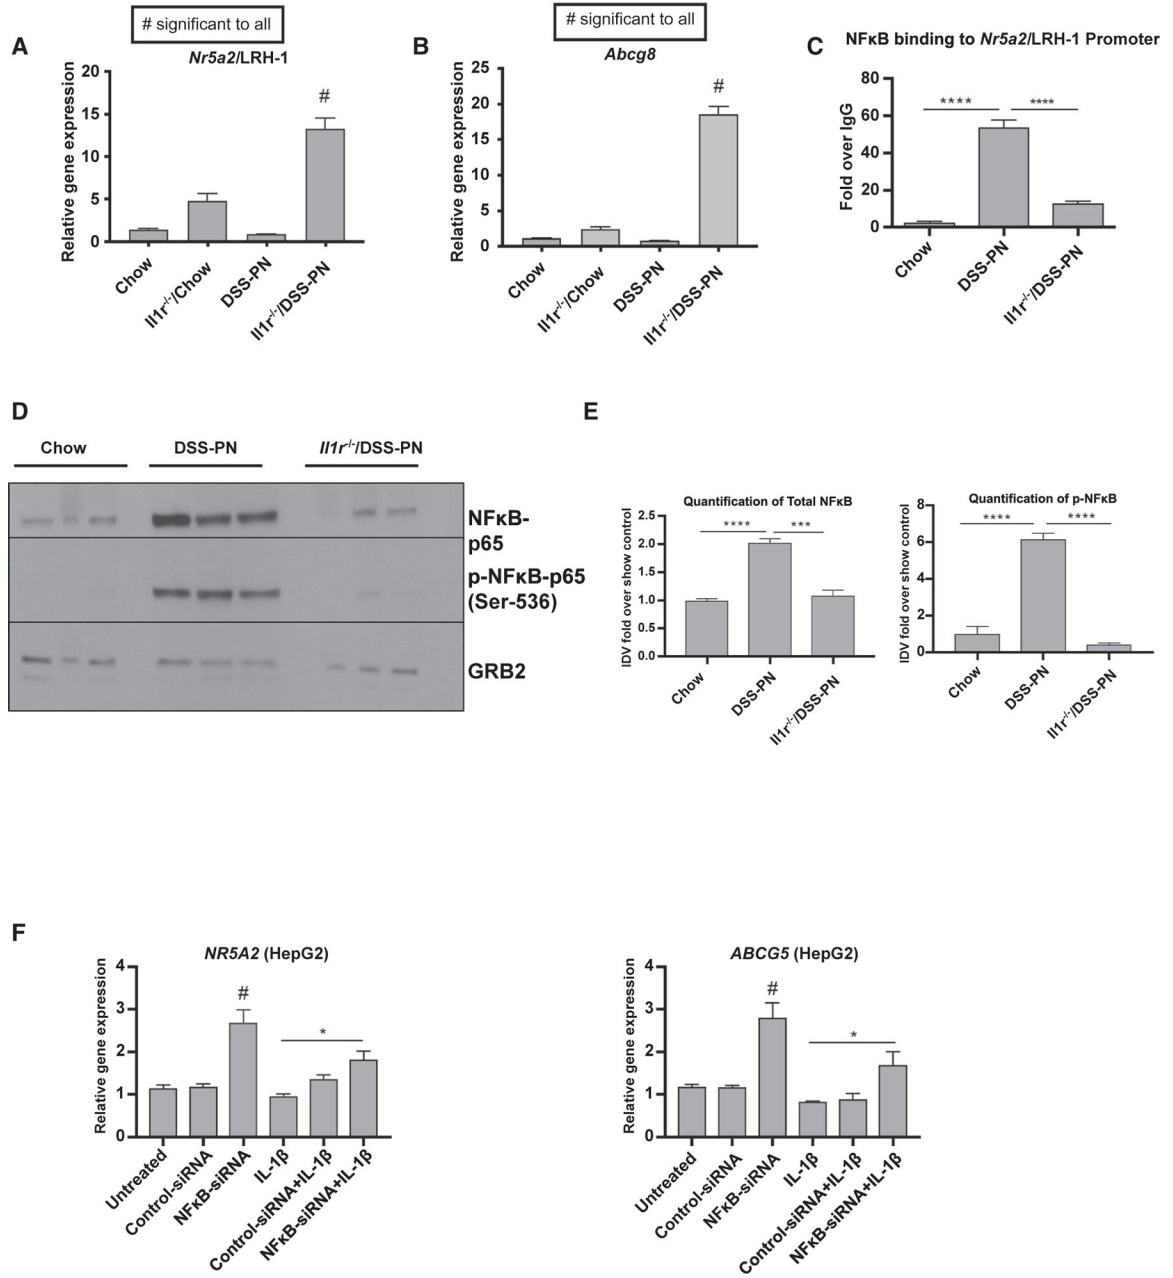 # significant to all
# significant to all
A
Nr5a2/LRH-1
Relative gene expression
20
15
10
5
0
#
Chow
Il1r-/-/Chow
DSS-PN
Il1r-/-/DSS-PN
B
Abcg8
Relative gene expression
25
20
15
10
5
0
#
Chow
Il1r-/-/Chow
DSS-PN
Il1r-/-/DSS-PN
C
NFκB binding to Nr5a2/LRH-1 Promoter
Fold over IgG
80
60
40
20
0
**** ****
Chow
DSS-PN
Il1r-/-/DSS-PN
D
Chow DSS-PN Il1r-/-/DSS-PN
NFκB-
p65
p-NFκB-p65
(Ser-536)
GRB2
E
Quantification of Total NFκB
IDV fold over show control
2.5
2.0
1.5
1.0
0.5
0.0
**** ***
Chow
DSS-PN
Il1r-/-/DSS-PN
Quantification of p-NFκB
IDV fold over show control
8
6
4
2
0
**** ****
Chow
DSS-PN
Il1r-/-/DSS-PN
F
NR5A2 (HepG2)
Relative gene expression
4
3
2
1
0
#
*
Untreated
Control-siRNA
NFκB-siRNA
IL-1β
Control-siRNA+IL-1β
NFκB-siRNA+IL-1β
ABCG5 (HepG2)
Relative gene expression
4
3
2
1
0
#
*
Untreated
Control-siRNA
NFκB-siRNA
IL-1β
Control-siRNA+IL-1β
NFκB-siRNA+IL-1β